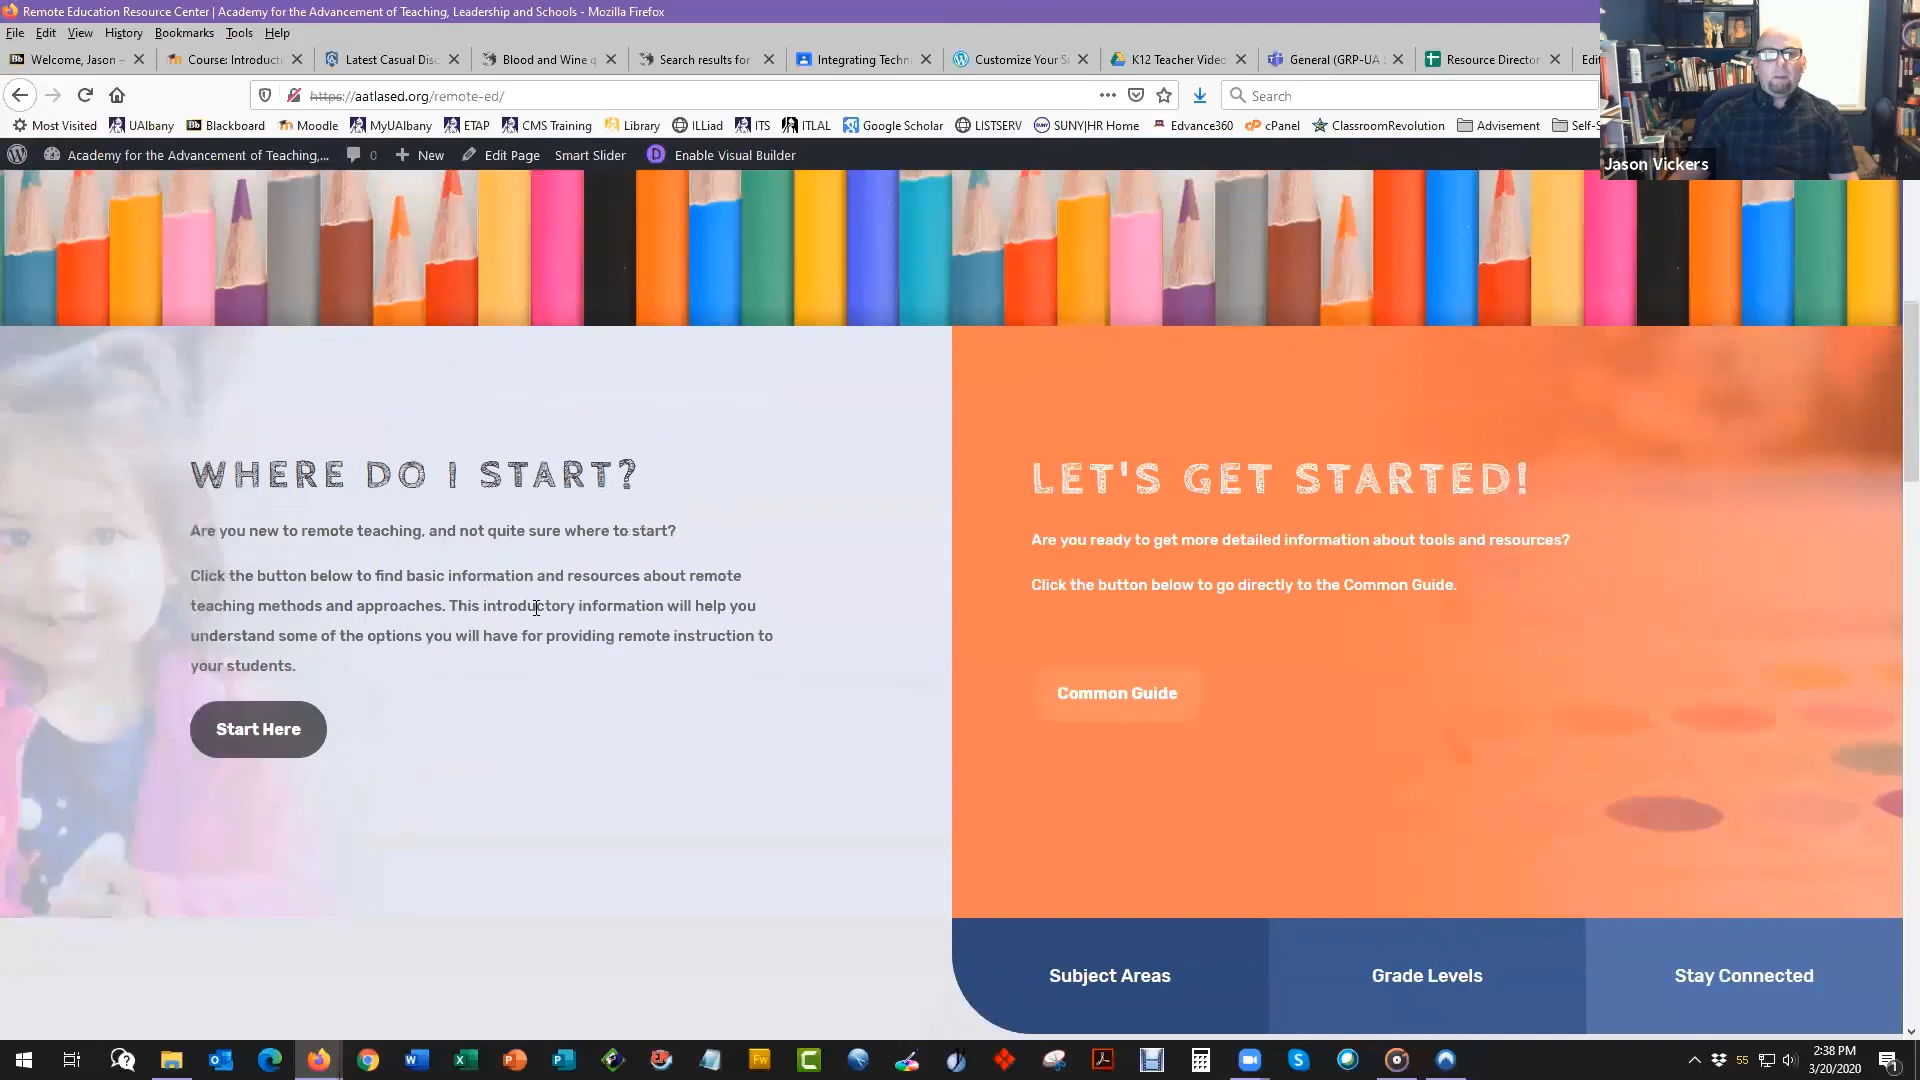 Remote Education Resource Center | Academy for the Advancement of Teaching, Leadership and Schools - Mozilla Firefox
File Edit View History Bookmarks Tools Help
Bb Welcome, Jason –
Course: Introducti
Latest Casual Disc
Blood and Wine q
Search results for
Integrating Techn
Customize Your S
K12 Teacher Video
General (GRP-UA
Resource Director
Edit
https://aatlased.org/remote-ed/
Search
Most Visited UAlbany Blackboard Moodle MyUAlbany ETAP CMS Training Library ILLiad ITS ITLAL Google Scholar LISTSERV SUNY|HR Home Edvance360 cPanel ClassroomRevolution Advisement Self-S
Academy for the Advancement of Teaching,... 0 New Edit Page Smart Slider Enable Visual Builder
Jason Vickers
WHERE DO I START?
Are you new to remote teaching, and not quite sure where to start?
Click the button below to find basic information and resources about remote
teaching methods and approaches. This introductory information will help you
understand some of the options you will have for providing remote instruction to
your students.
Start Here
LET'S GET STARTED!
Are you ready to get more detailed information about tools and resources?
Click the button below to go directly to the Common Guide.
Common Guide
Subject Areas
Grade Levels
Stay Connected
55
2:38 PM
3/20/2020